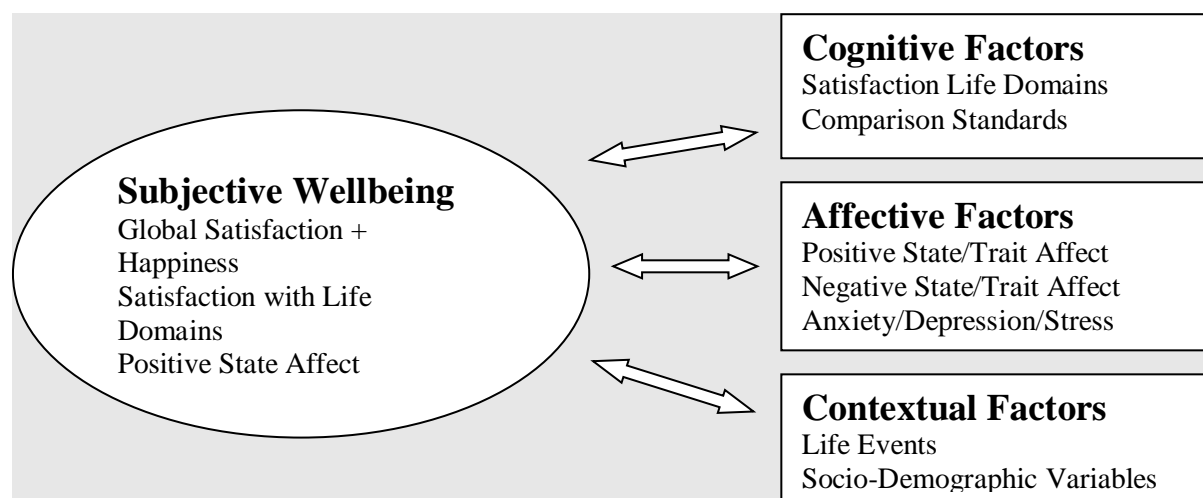 Subjective Wellbeing
Global Satisfaction +
Happiness
Satisfaction with Life
Domains
Positive State Affect
Cognitive Factors
Satisfaction Life Domains
Comparison Standards
Affective Factors
Positive State/Trait Affect
Negative State/Trait Affect
Anxiety/Depression/Stress
Contextual Factors
Life Events
Socio-Demographic Variables